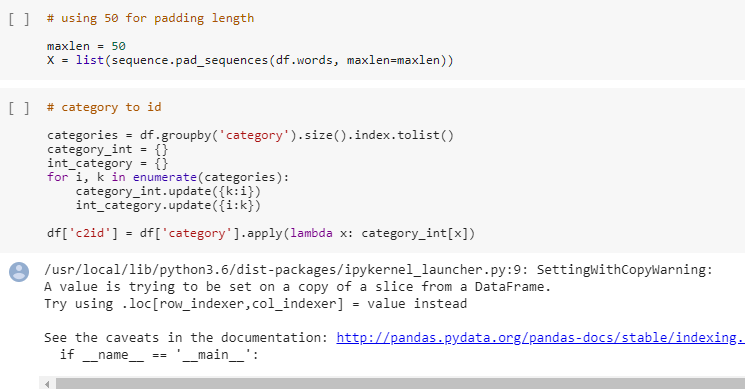 [ ] # using 50 for padding length
maxlen = 50
X = list(sequence.pad_sequences(df.words, maxlen=maxlen))
[ ] # category to id
categories = df.groupby('category').size().index.tolist()
category_int = {}
int_category = {}
for i, k in enumerate(categories):
    category_int.update({k:i})
    int_category.update({i:k})
df['c2id'] = df['category'].apply(lambda x: category_int[x])
/usr/local/lib/python3.6/dist-packages/ipykernel_launcher.py:9: SettingWithCopyWarning:
A value is trying to be set on a copy of a slice from a DataFrame.
Try using .loc[row_indexer,col_indexer] = value instead
See the caveats in the documentation: http://pandas.pydata.org/pandas-docs/stable/indexing.
  if __name__ == '__main__':